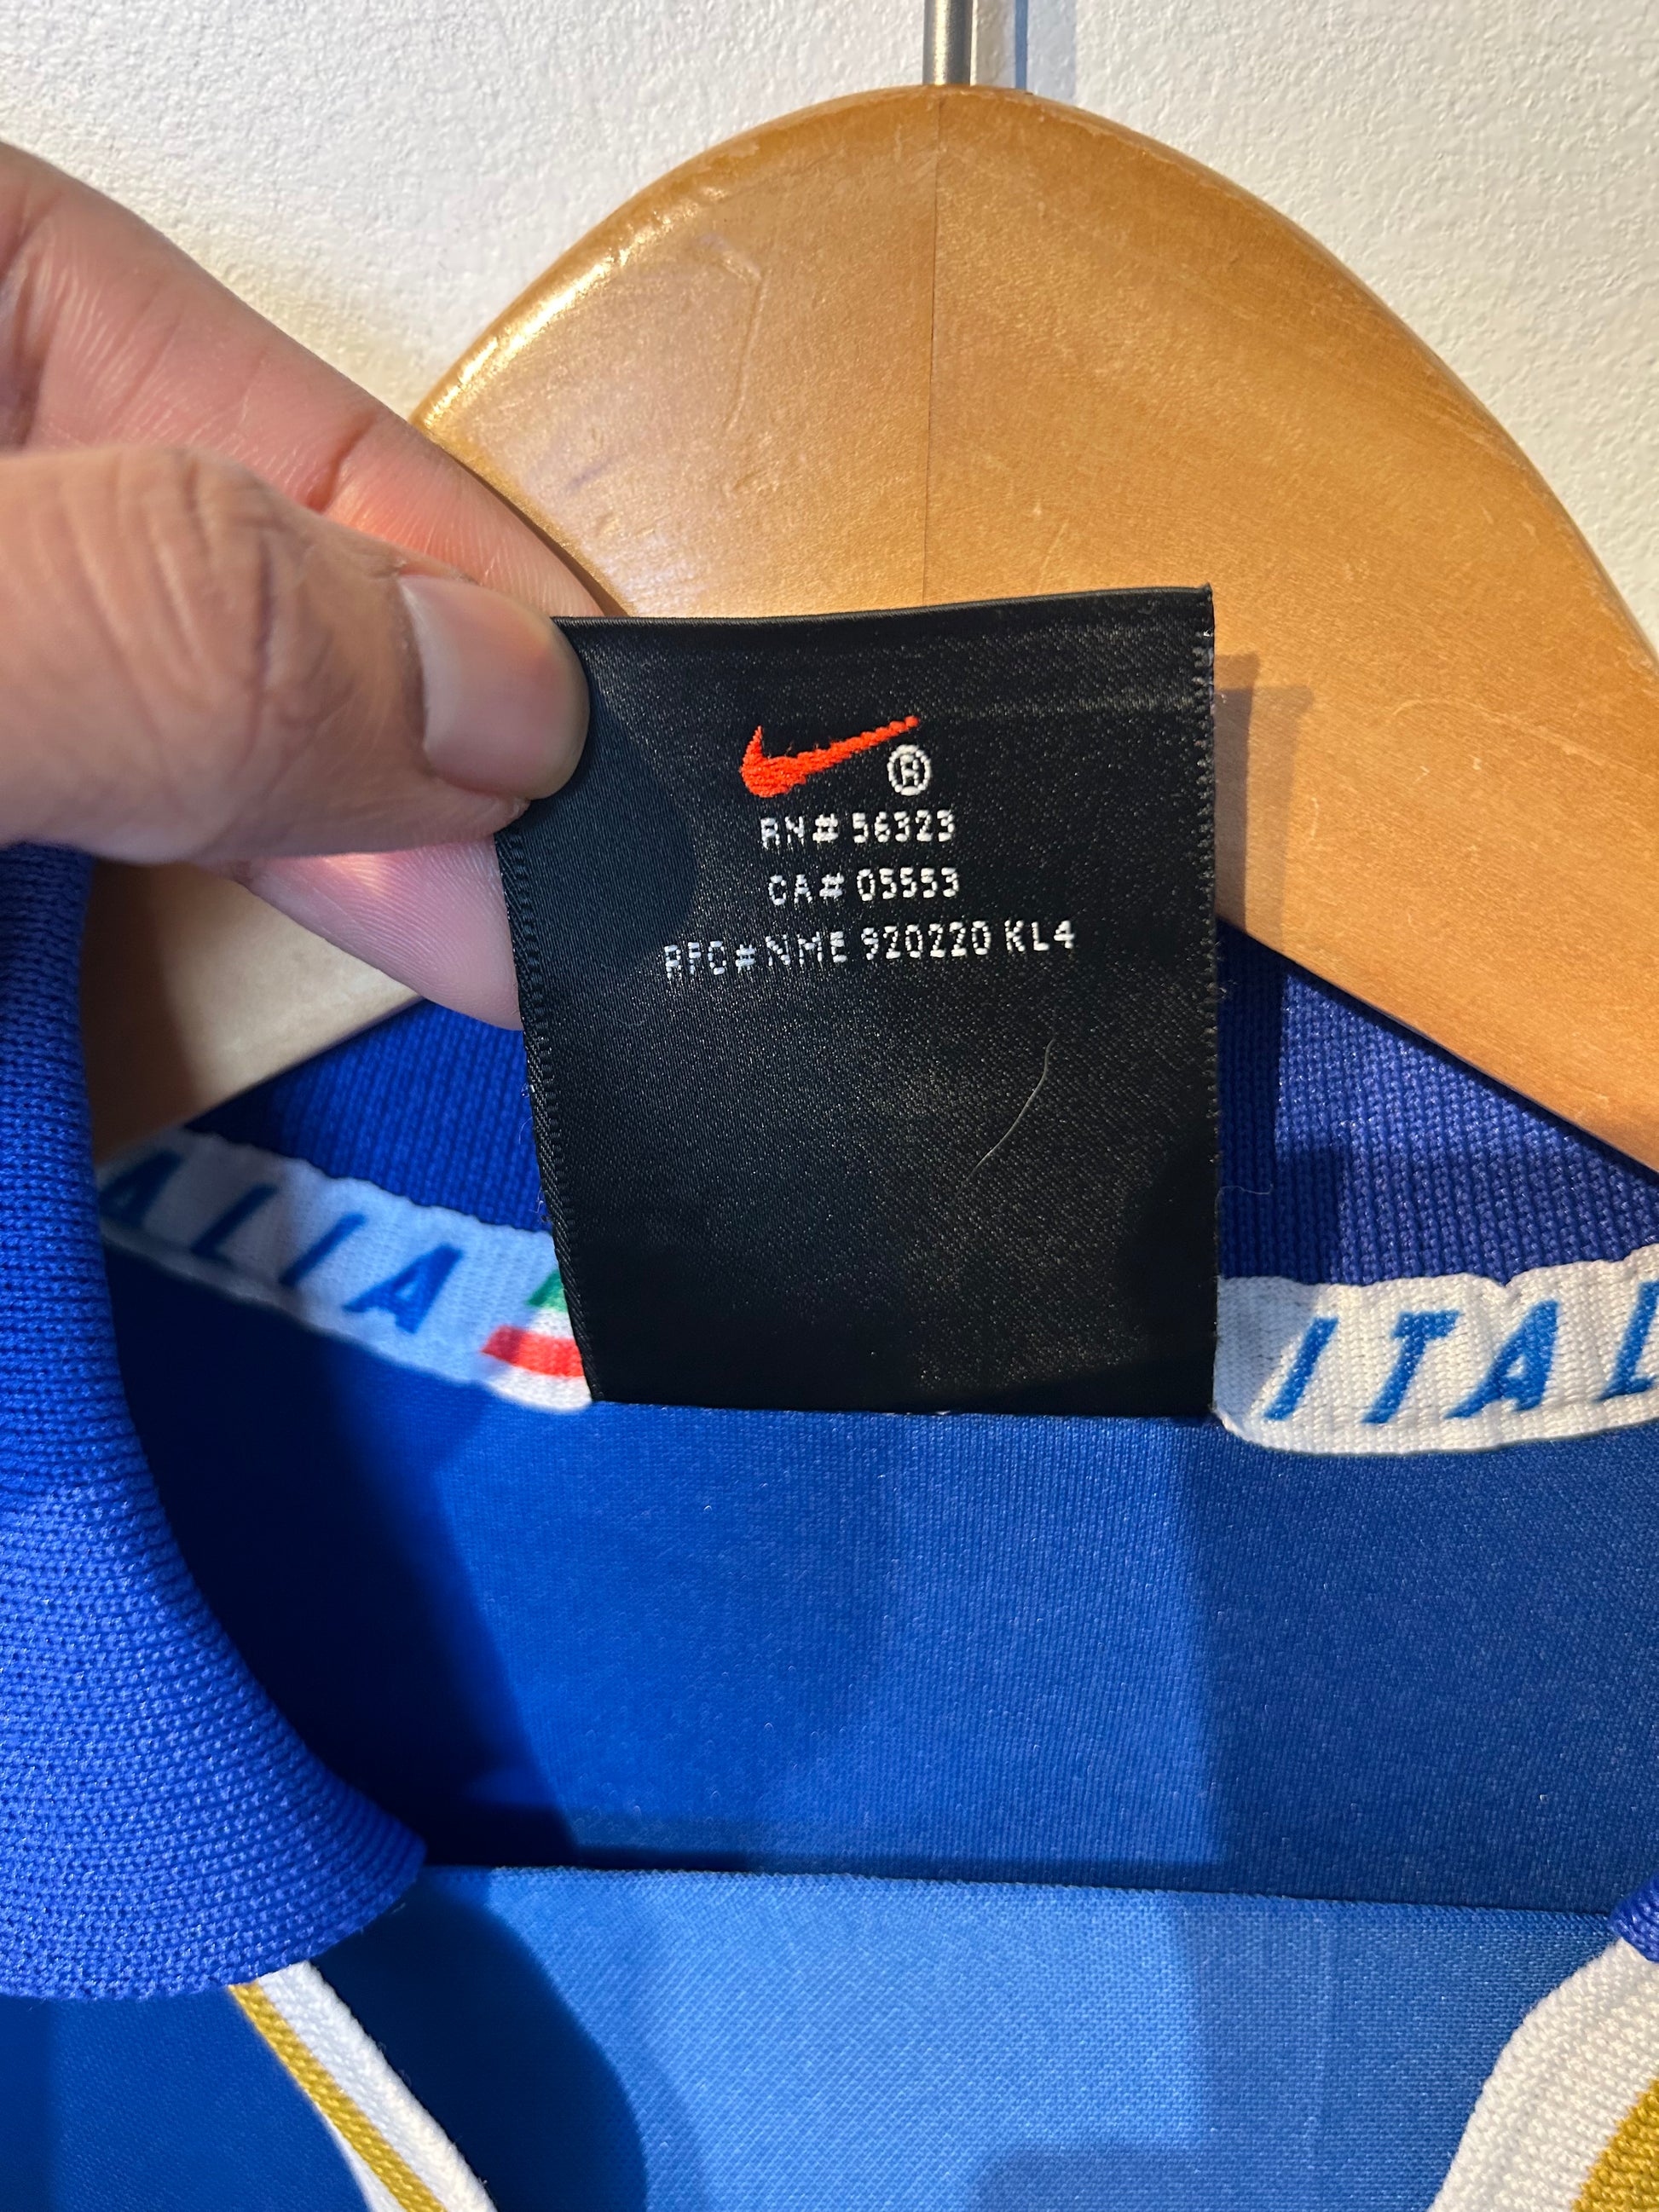 ®
RN# 56323
CA# 05553
RFC# NME 920220 KL4
ALIA
ITAL